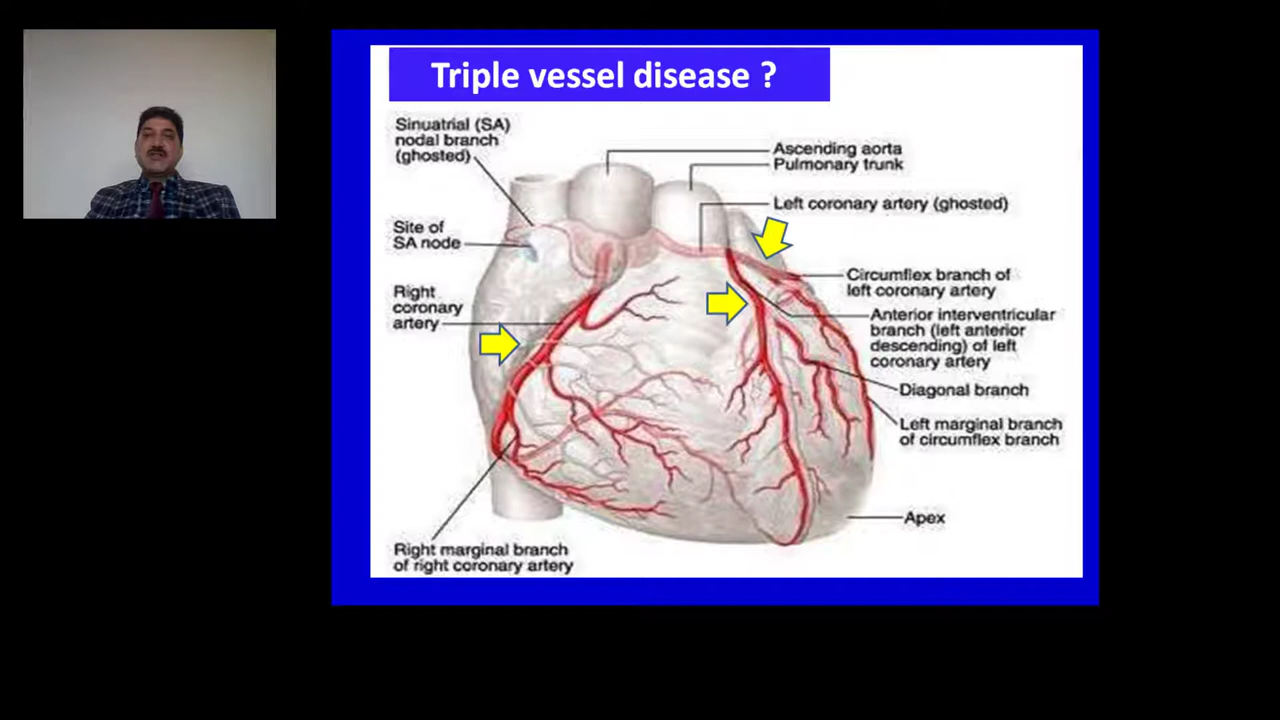 Triple vessel disease ?
Sinuatrial (SA)
nodal branch
(ghosted)
Ascending aorta
Pulmonary trunk
Left coronary artery (ghosted)
Site of
SA node
Circumflex branch of
left coronary artery
Right
coronary
artery
Anterior interventricular
branch (left anterior
descending) of left
coronary artery
Diagonal branch
Left marginal branch
of circumflex branch
Apex
Right marginal branch
of right coronary artery